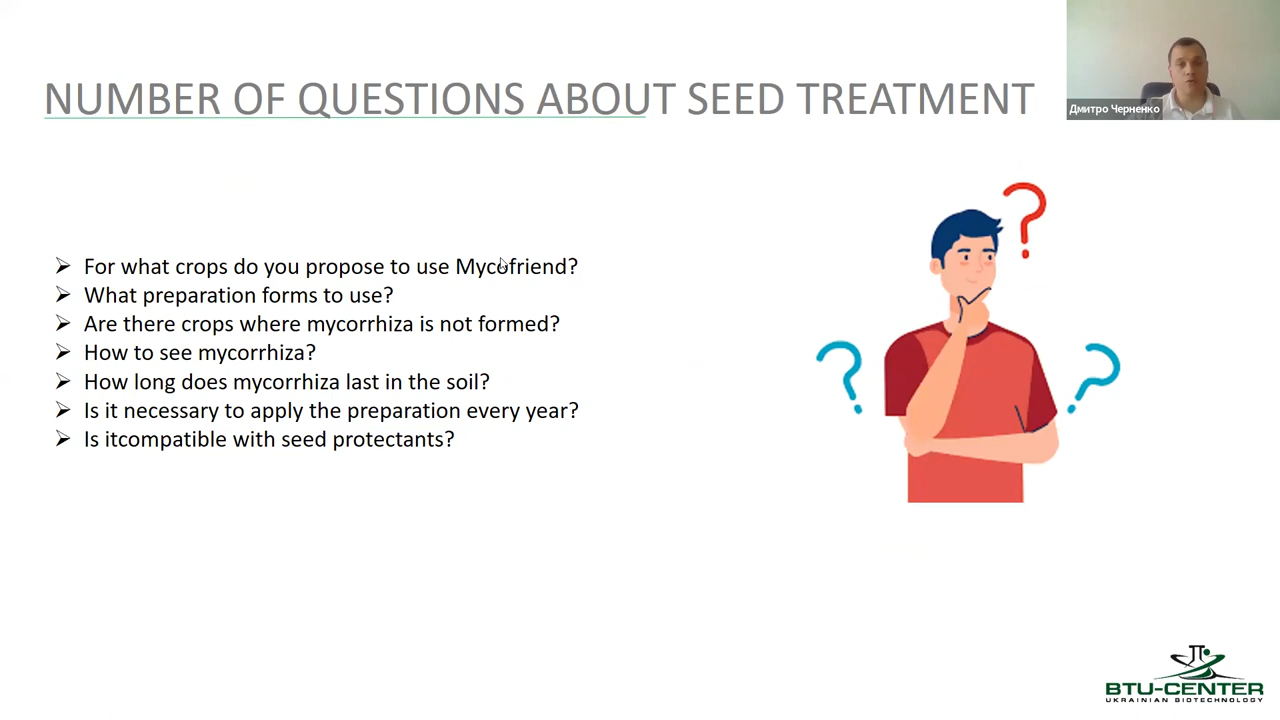 NUMBER OF QUESTIONS ABOUT SEED TREATMENT
Дмитро Черненко
For what crops do you propose to use Mycofriend?
What preparation forms to use?
Are there crops where mycorrhiza is not formed?
How to see mycorrhiza?
How long does mycorrhiza last in the soil?
Is it necessary to apply the preparation every year?
Is itcompatible with seed protectants?
BTU-CENTER
UKRAINIAN BIOTECHNOLOGY